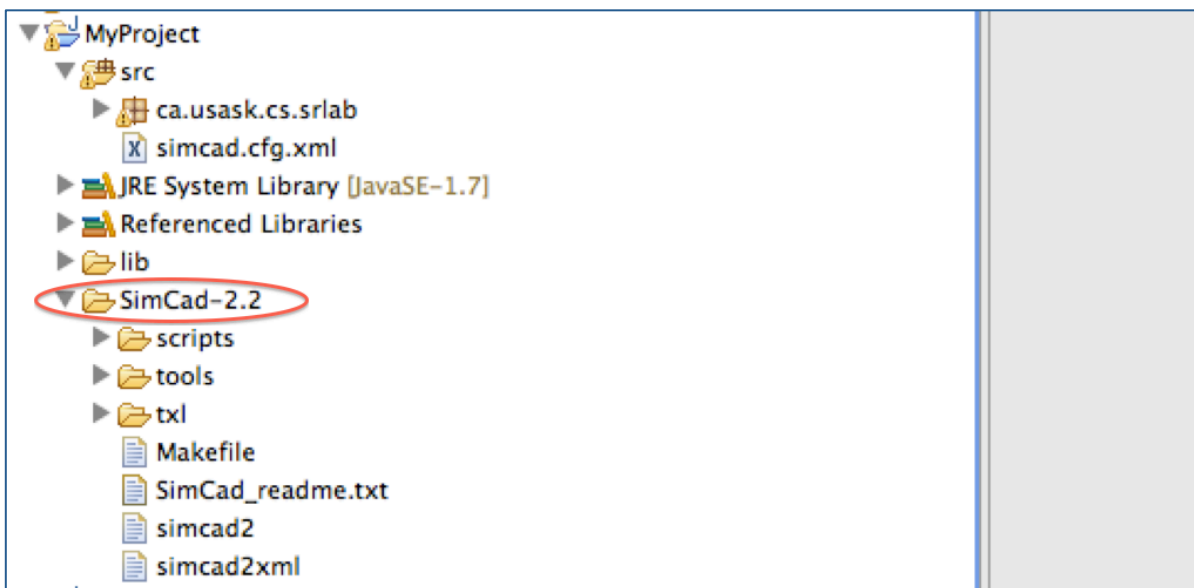 MyProject
src
ca.usask.cs.srlab
simcad.cfg.xml
JRE System Library [JavaSE-1.7]
Referenced Libraries
lib
SimCad-2.2
scripts
tools
txl
Makefile
SimCad_readme.txt
simcad2
simcad2xml